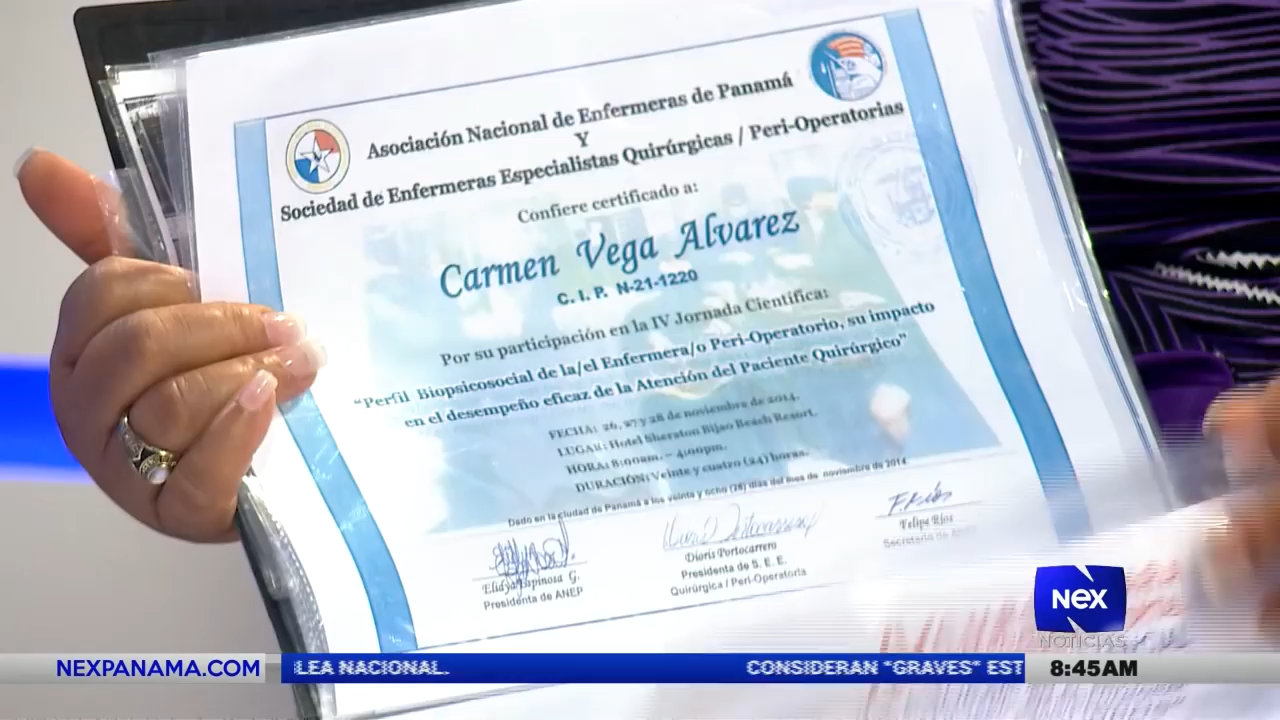 Asociación Nacional de Enfermeras de Panamá
Y
Sociedad de Enfermeras Especialistas Quirúrgicas / Peri-Operatorias
Confiere certificado a:
Carmen Vega Alvarez
C. I. P. N-21-1220
Por su participación en la IV Jornada Científica:
“Perfil Biopsicosocial de la/el Enfermera/o Peri-Operatorio, su impacto
en el desempeño eficaz de la Atención del Paciente Quirúrgico”
FECHA: 26, 27 y 28 de noviembre de 2014.
LUGAR: Hotel Sheraton Bijao Beach Resort.
HORA: 8:00am. – 4:00pm.
DURACIÓN: Veinte y cuatro (24) horas.
Dado en la ciudad de Panamá a los veinte y ocho (28) días del mes de noviembre de 2014
Elidya Espinosa G.
Presidenta de ANEP
Dioris Portocarrero
Presidenta de S. E. E.
Quirúrgica / Peri-Operatoria
F. Ríos
Felipe Ríos
Secretario de
NEX
NOTICIAS
NEXPANAMA.COM
LEA NACIONAL.
CONSIDERAN "GRAVES" EST
8:45AM